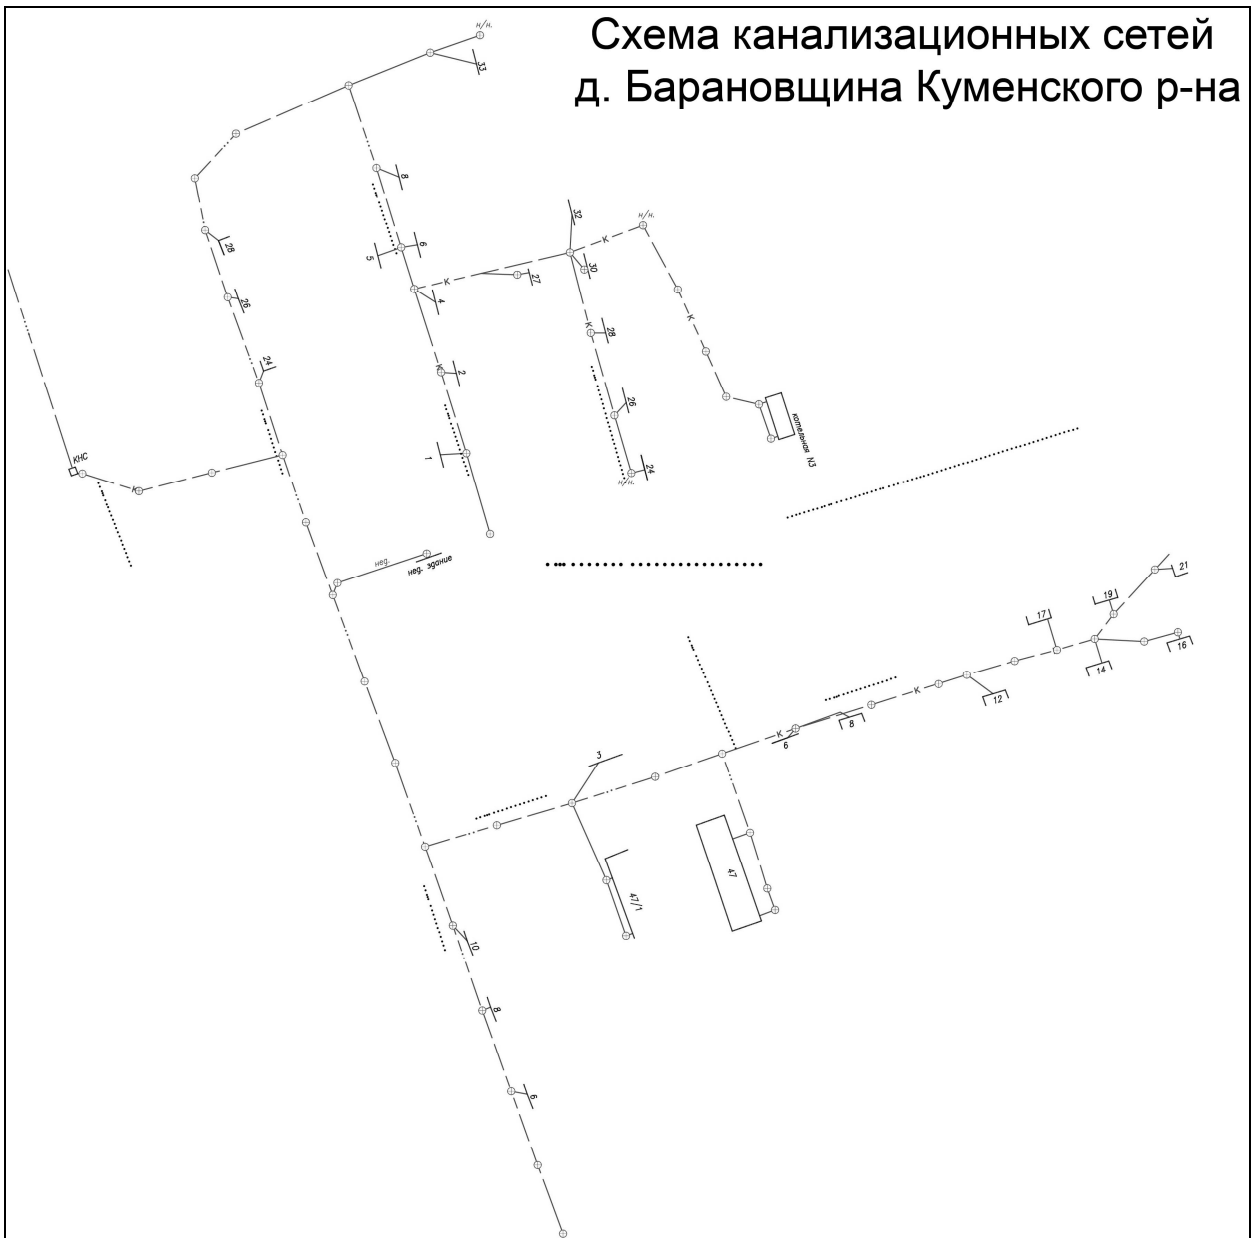 Схема канализационных сетей
д. Барановщина Куменского р-на
н/н.
33
8
6
5
32
н/н.
К
30
27
К
4
28
26
24
К
28
К
2
К
26
котельная N3
1
24
н/н.
КНС
К
нед.
нед. здание
21
19
17
16
14
12
К
8
К
6
3
47
47/1
10
8
6